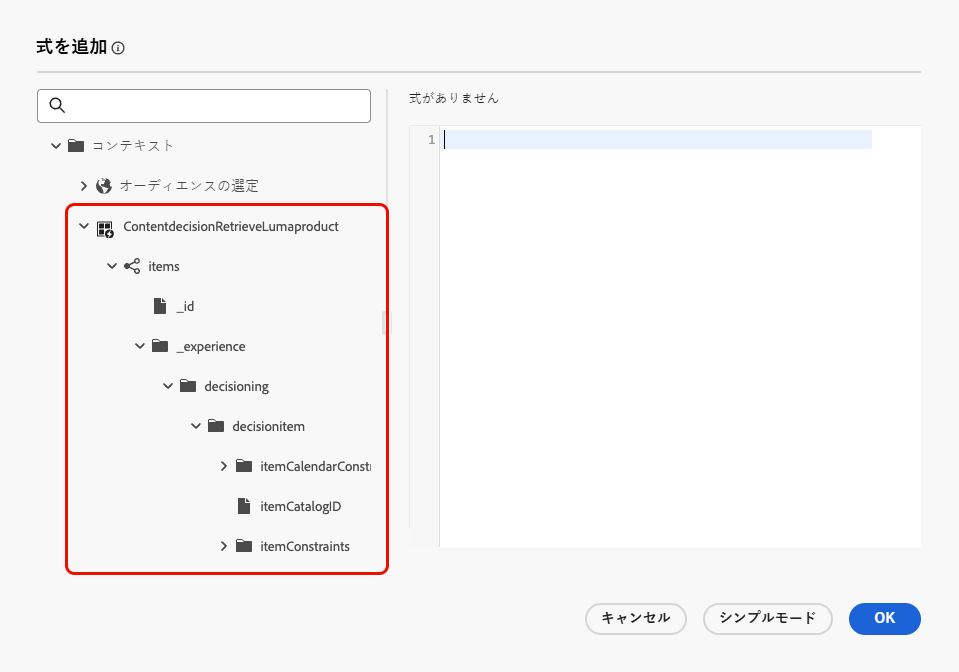 式を追加
式がありません
コンテキスト
オーディエンスの選定
ContentdecisionRetrieveLumaproduct
items
_id
_experience
decisioning
decisionitem
itemCalendarConstr
itemCatalogID
itemConstraints
1
キャンセル
シンプルモード
OK